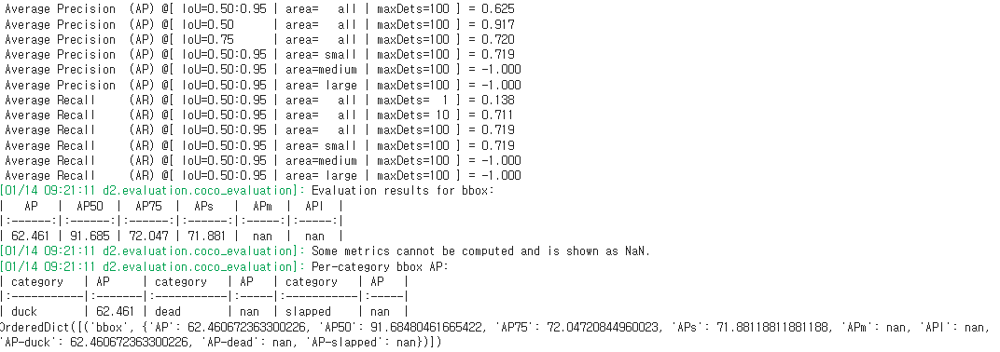 Average Precision  (AP) @[ IoU=0.50:0.95 | area=   all | maxDets=100 ] = 0.625
Average Precision  (AP) @[ IoU=0.50      | area=   all | maxDets=100 ] = 0.917
Average Precision  (AP) @[ IoU=0.75      | area=   all | maxDets=100 ] = 0.720
Average Precision  (AP) @[ IoU=0.50:0.95 | area= small | maxDets=100 ] = 0.719
Average Precision  (AP) @[ IoU=0.50:0.95 | area=medium | maxDets=100 ] = -1.000
Average Precision  (AP) @[ IoU=0.50:0.95 | area= large | maxDets=100 ] = -1.000
Average Recall     (AR) @[ IoU=0.50:0.95 | area=   all | maxDets=  1 ] = 0.138
Average Recall     (AR) @[ IoU=0.50:0.95 | area=   all | maxDets= 10 ] = 0.711
Average Recall     (AR) @[ IoU=0.50:0.95 | area=   all | maxDets=100 ] = 0.719
Average Recall     (AR) @[ IoU=0.50:0.95 | area= small | maxDets=100 ] = 0.719
Average Recall     (AR) @[ IoU=0.50:0.95 | area=medium | maxDets=100 ] = -1.000
Average Recall     (AR) @[ IoU=0.50:0.95 | area= large | maxDets=100 ] = -1.000
[01/14 09:21:11 d2.evaluation.coco_evaluation]: Evaluation results for bbox:
|   AP   |  AP50  |  AP75  |  APs   |  APm  |  APl  |
|:------:|:------:|:------:|:------:|:-----:|:-----:|
| 62.461 | 91.685 | 72.047 | 71.881 |  nan  |  nan  |
[01/14 09:21:11 d2.evaluation.coco_evaluation]: Some metrics cannot be computed and is shown as NaN.
[01/14 09:21:11 d2.evaluation.coco_evaluation]: Per-category bbox AP:
| category   | AP     | category   | AP   | category   | AP   |
|:-----------|:-------|:-----------|:-----|:-----------|:-----|
| duck       | 62.461 | dead       | nan  | slapped    | nan  |
OrderedDict([('bbox', {'AP': 62.460672363300226, 'AP50': 91.68480461665422, 'AP75': 72.04720844960023, 'APs': 71.88118811881188, 'APm': nan, 'APl': nan,
'AP-duck': 62.460672363300226, 'AP-dead': nan, 'AP-slapped': nan})])